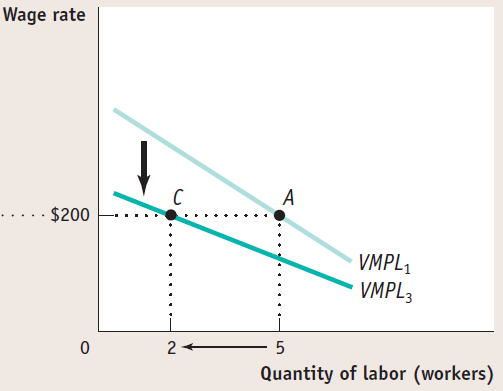 Wage rate
C
A
$200
VMPL₁
VMPL₃
0
2
5
Quantity of labor (workers)